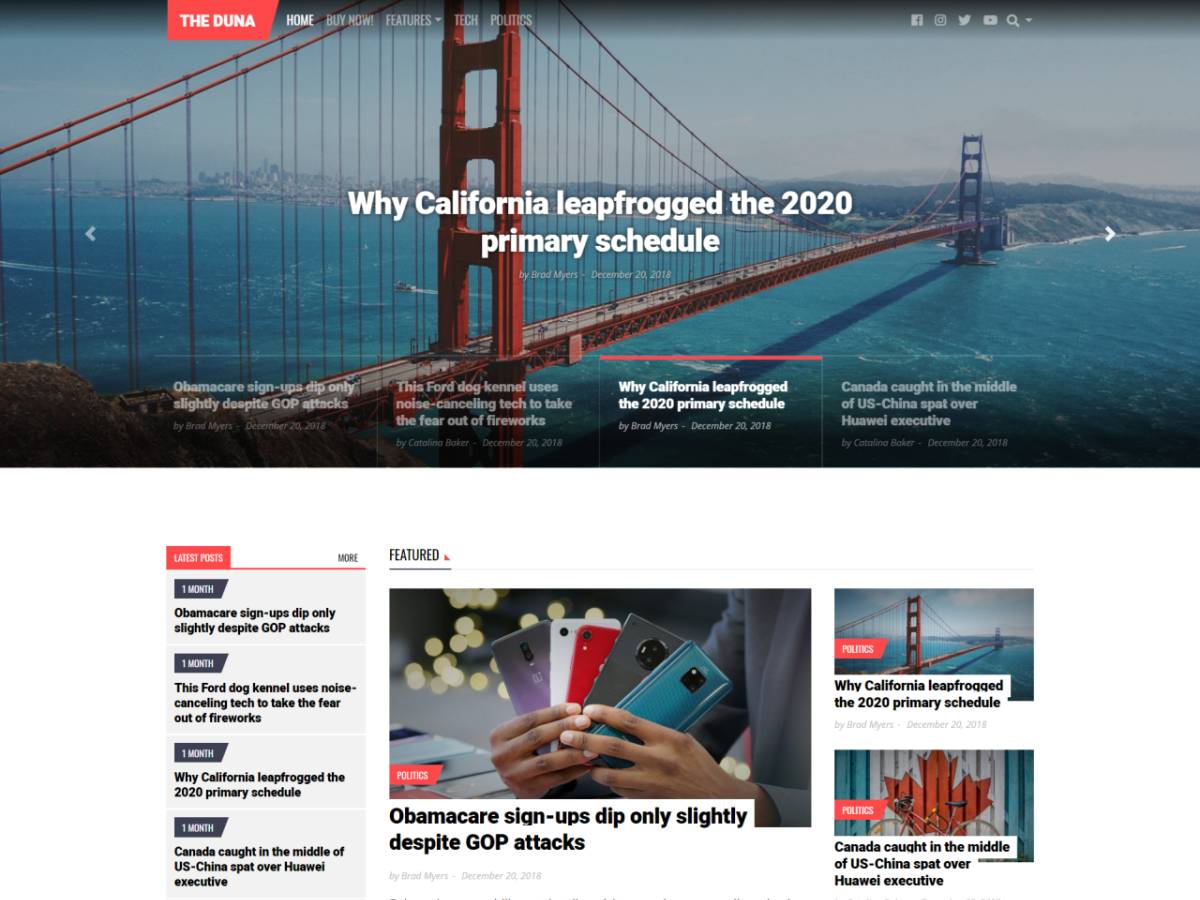 THE DUNA
HOME BUY NOW! FEATURES TECH POLITICS
Why California leapfrogged the 2020
primary schedule
by Brad Myers - December 20, 2018
Obamacare sign-ups dip only
slightly despite GOP attacks
by Brad Myers - December 20, 2018
This Ford dog kennel uses
noise-canceling tech to take
the fear out of fireworks
by Catalina Baker - December 20, 2018
Why California leapfrogged
the 2020 primary schedule
by Brad Myers - December 20, 2018
Canada caught in the middle
of US-China spat over
Huawei executive
by Catalina Baker - December 20, 2018
LATEST POSTS MORE
1 MONTH
Obamacare sign-ups dip only
slightly despite GOP attacks
1 MONTH
This Ford dog kennel uses noise-
canceling tech to take the fear
out of fireworks
1 MONTH
Why California leapfrogged the
2020 primary schedule
1 MONTH
Canada caught in the middle of
US-China spat over Huawei
executive
FEATURED
POLITICS
Obamacare sign-ups dip only slightly
despite GOP attacks
by Brad Myers - December 20, 2018
POLITICS
Why California leapfrogged
the 2020 primary schedule
by Brad Myers - December 20, 2018
POLITICS
Canada caught in the middle
of US-China spat over
Huawei executive